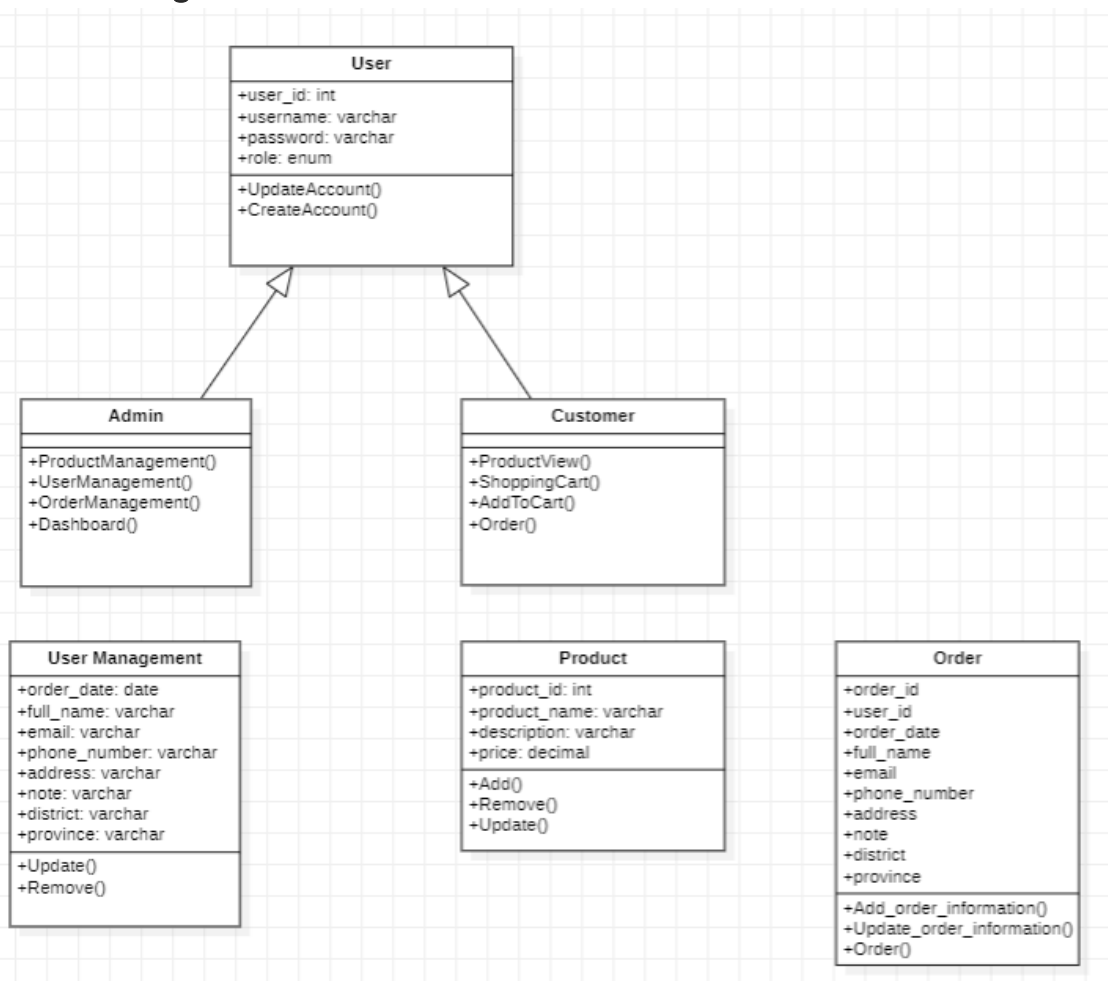 User
+user_id: int
+username: varchar
+password: varchar
+role: enum
+UpdateAccount()
+CreateAccount()
Admin
+ProductManagement()
+UserManagement()
+OrderManagement()
+Dashboard()
Customer
+ProductView()
+ShoppingCart()
+AddToCart()
+Order()
User Management
+order_date: date
+full_name: varchar
+email: varchar
+phone_number: varchar
+address: varchar
+note: varchar
+district: varchar
+province: varchar
+Update()
+Remove()
Product
+product_id: int
+product_name: varchar
+description: varchar
+price: decimal
+Add()
+Remove()
+Update()
Order
+order_id
+user_id
+order_date
+full_name
+email
+phone_number
+address
+note
+district
+province
+Add_order_information()
+Update_order_information()
+Order()